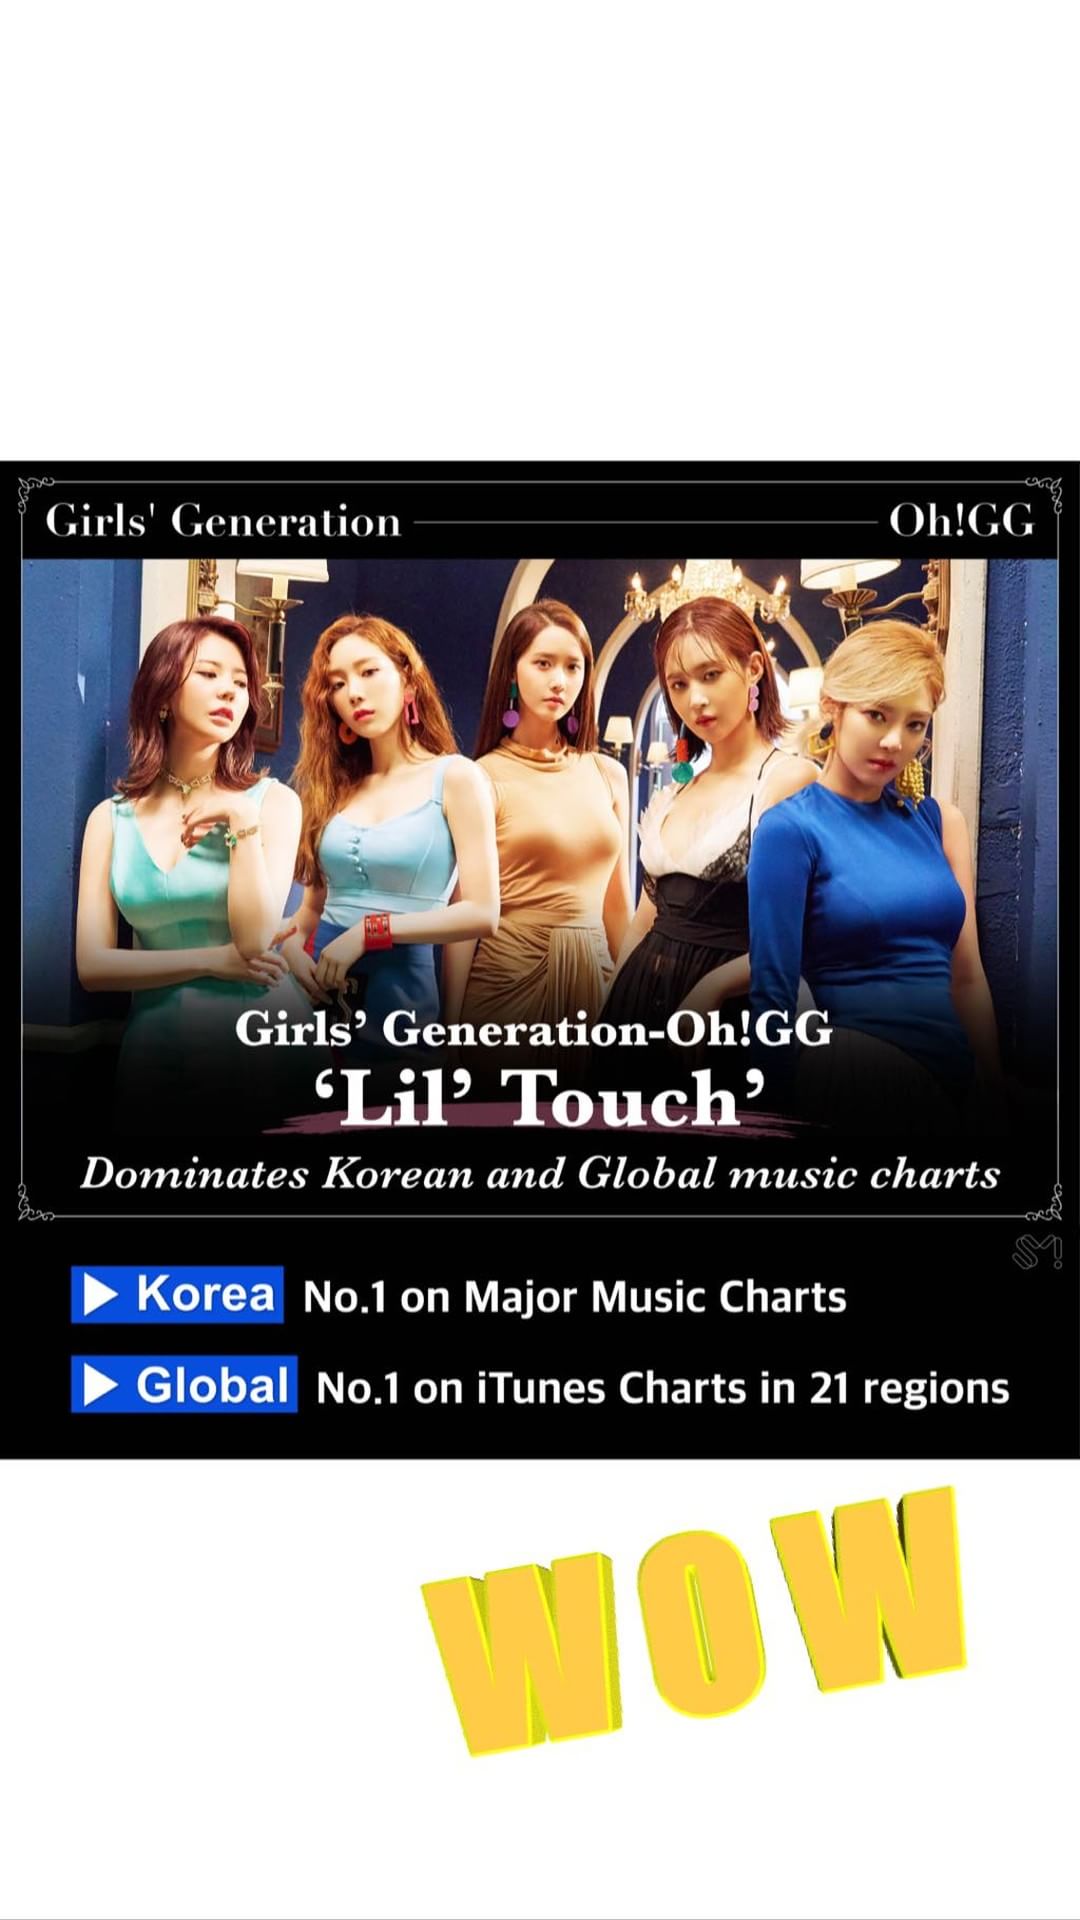 Girls' Generation
Oh!GG
Girls’ Generation-Oh!GG
‘Lil’ Touch’
Dominates Korean and Global music charts
SM!
Korea No.1 on Major Music Charts
Global No.1 on iTunes Charts in 21 regions
WOW